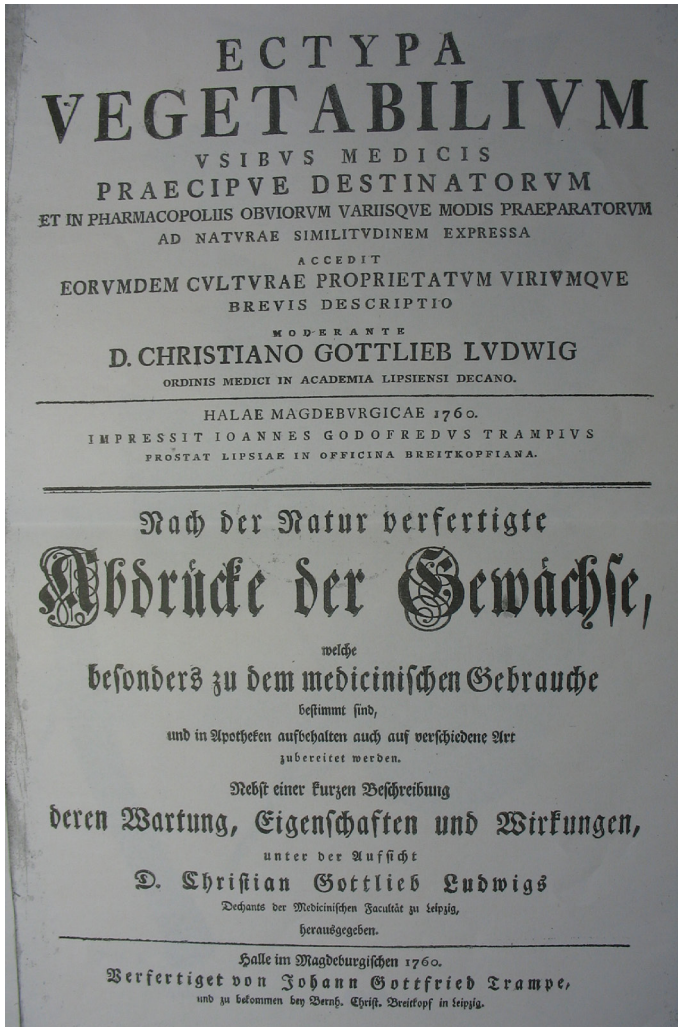 ECTYPA
VEGETABILIVM
VSIBVS MEDICIS
PRAECIPVE DESTINATORVM
ET IN PHARMACOPOLIIS OBVIORVM VARIISQVE MODIS PRAEPARATORVM
AD NATVRAE SIMILITVDINEM EXPRESSA
ACCEDIT
EORVMDEM CVLTVRAE PROPRIETATVM VIRIVMQVE
BREVIS DESCRIPTIO
MODERANTE
D. CHRISTIANO GOTTLIEB LVDWIG
ORDINIS MEDICI IN ACADEMIA LIPSIENSI DECANO.
HALAE MAGDEBVRGICAE 1760.
IMPRESSIT IOANNES GODOFREDVS TRAMPIVS
PROSTAT LIPSIAE IN OFFICINA BREITKOPFIANA.
Nach der Natur verfertigte
Abdrücke der Gewächse,
welche
beſonders zu dem mediciniſchen Gebrauche
beſtimmt ſind,
und in Apotheken aufbehalten auch auf verſchiedene Art
zubereitet werden.
Nebſt einer kurzen Beſchreibung
deren Wartung, Eigenſchaften und Wirkungen,
unter der Aufſicht
D. Chriſtian Gottlieb Ludwigs
Dechants der Mediciniſchen Facultät zu Leipzig,
herausgegeben.
Halle im Magdeburgiſchen 1760.
Verfertiget von Johann Gottfried Trampe,
und zu bekommen bey Bernh. Chriſt. Breitkopf in Leipzig.